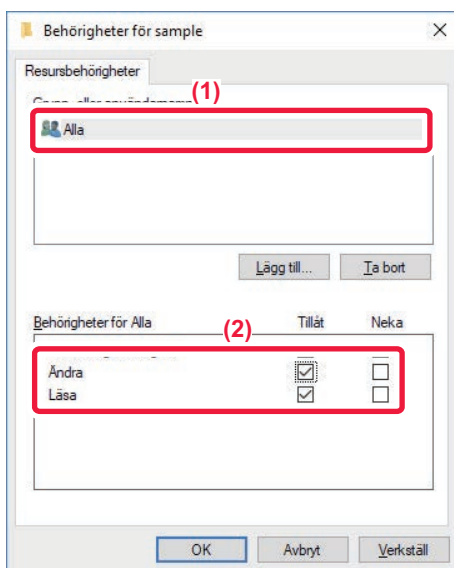 Behörigheter för sample
Resursbehörigheter
(1)
Alla
Lägg till...
Ta bort
Behörigheter för Alla
(2)
Tillåt
Neka
Ändra
Läsa
OK
Avbryt
Verkställ